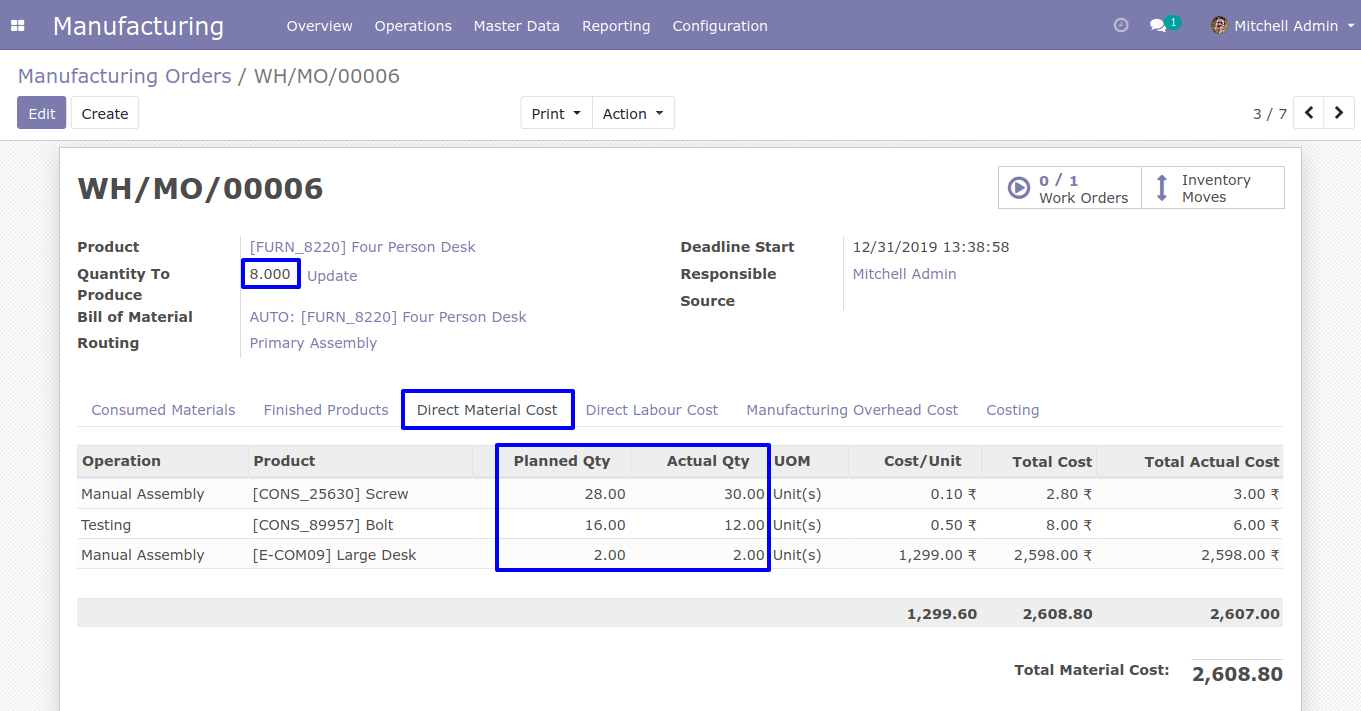 Manufacturing Overview Operations Master Data Reporting Configuration 1 Mitchell Admin
Manufacturing Orders / WH/MO/00006
Edit Create Print Action 3 / 7
WH/MO/00006
0 / 1 Work Orders
Inventory Moves
Product [FURN_8220] Four Person Desk
Quantity To Produce 8.000 Update
Bill of Material AUTO: [FURN_8220] Four Person Desk
Routing Primary Assembly
Deadline Start 12/31/2019 13:38:58
Responsible Mitchell Admin
Source
Consumed Materials Finished Products Direct Material Cost Direct Labour Cost Manufacturing Overhead Cost Costing
Operation Product Planned Qty Actual Qty UOM Cost/Unit Total Cost Total Actual Cost
Manual Assembly [CONS_25630] Screw 28.00 30.00 Unit(s) 0.10 ₹ 2.80 ₹ 3.00 ₹
Testing [CONS_89957] Bolt 16.00 12.00 Unit(s) 0.50 ₹ 8.00 ₹ 6.00 ₹
Manual Assembly [E-COM09] Large Desk 2.00 2.00 Unit(s) 1,299.00 ₹ 2,598.00 ₹ 2,598.00 ₹
1,299.60 2,608.80 2,607.00
Total Material Cost: 2,608.80